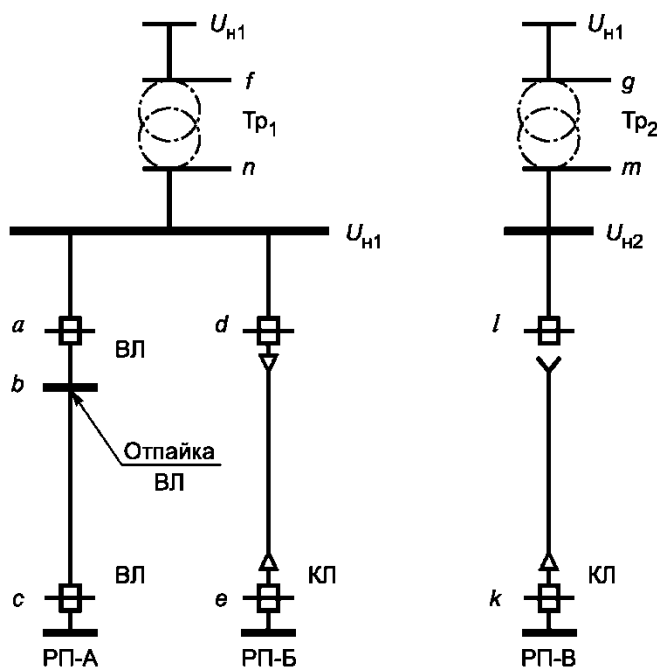 Uн1 Uн1
f g
Тр1 Тр2
n m
Uн1 Uн2
a d l
ВЛ
b
Отпайка
ВЛ
ВЛ КЛ КЛ
c e k
РП-А РП-Б РП-В